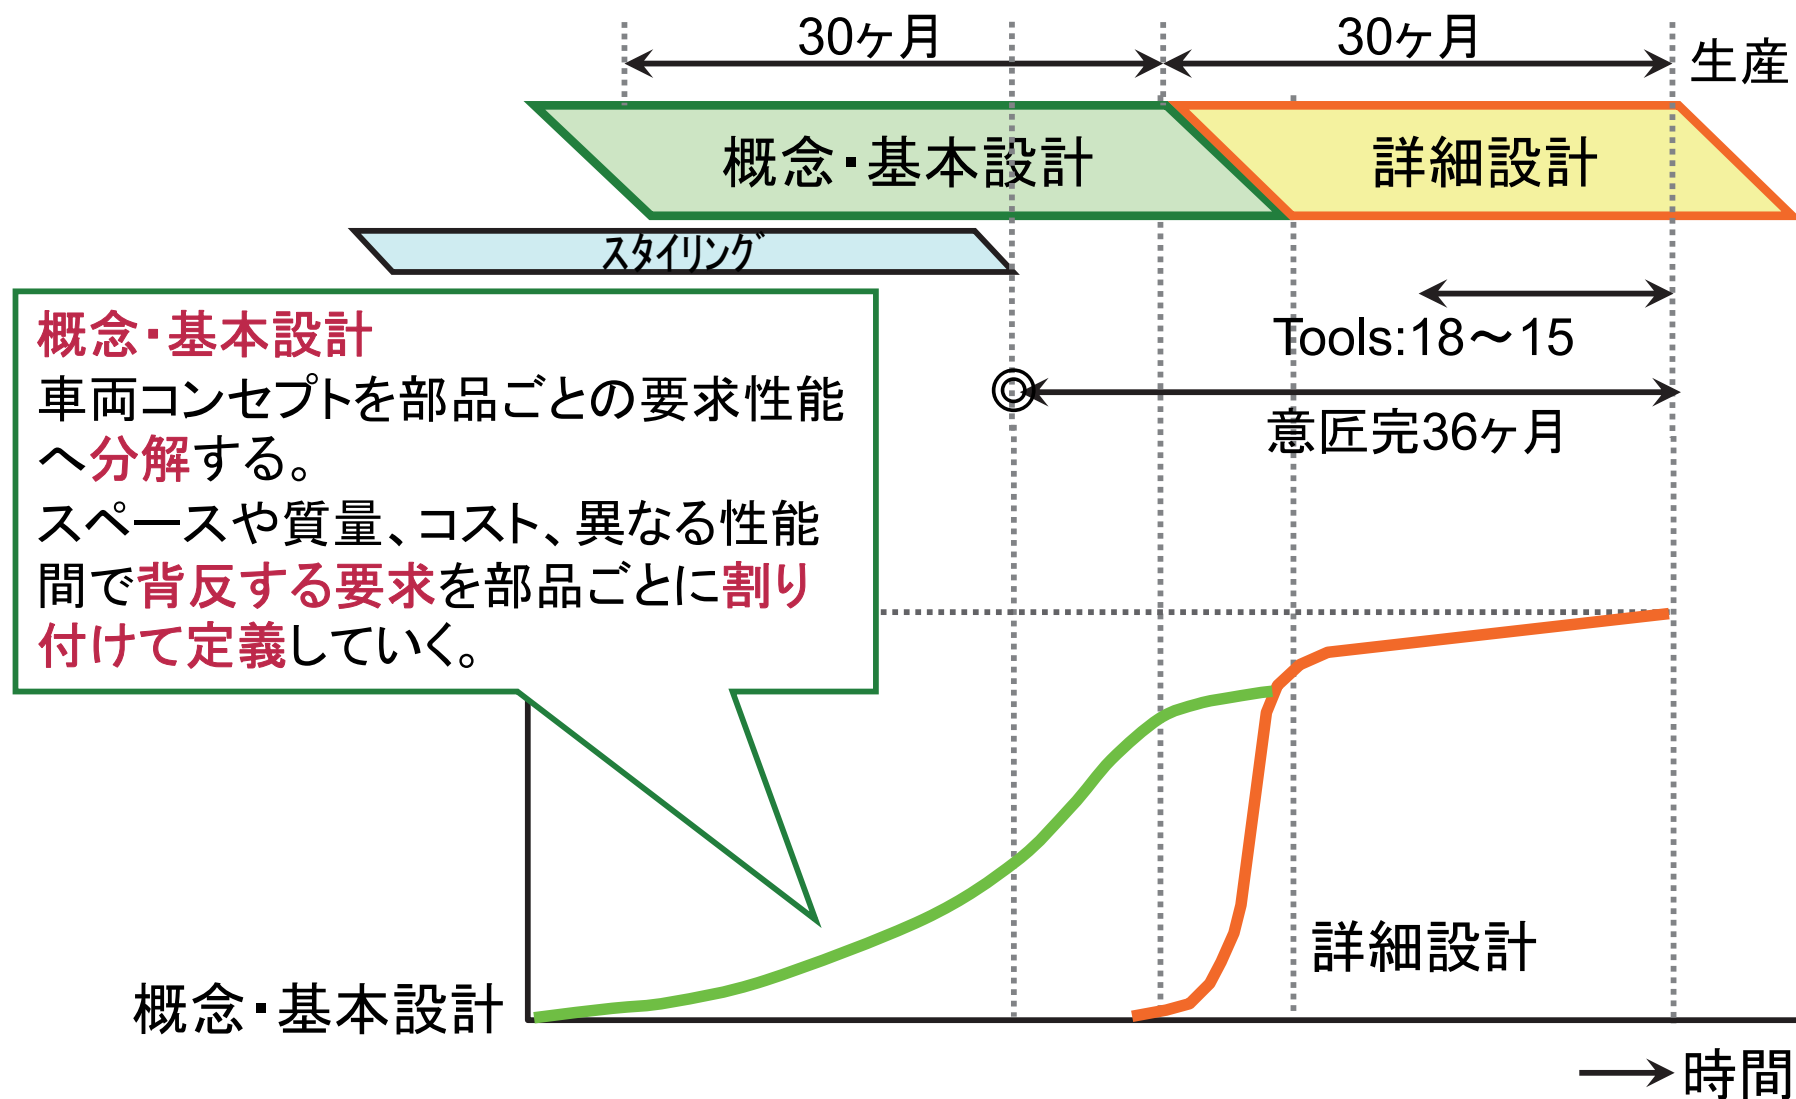 30ヶ月
30ヶ月
生産
概念・基本設計
詳細設計
スタイリング
Tools:18～15
意匠完36ヶ月
概念・基本設計
車両コンセプトを部品ごとの要求性能
へ分解する。
スペースや質量、コスト、異なる性能
間で背反する要求を部品ごとに割り
付けて定義していく。
詳細設計
概念・基本設計
時間